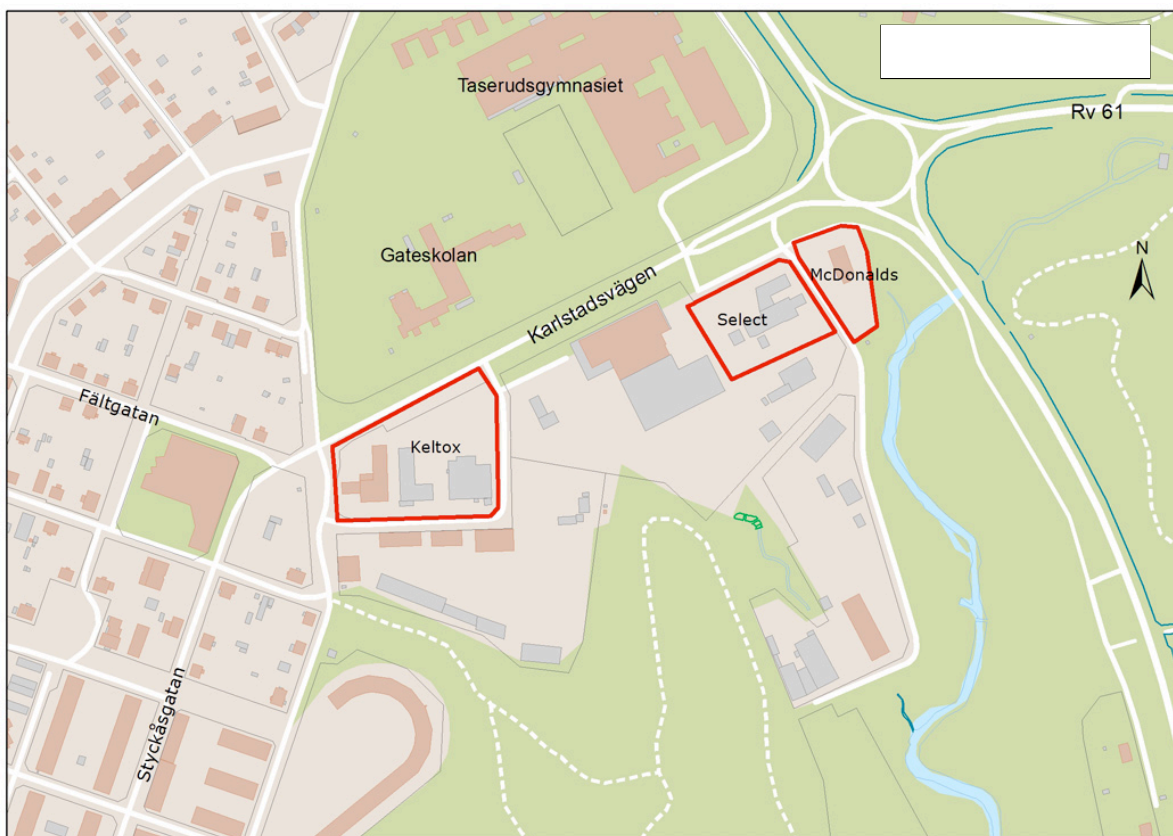 Taserudsgymnasiet
Rv 61
Gateskolan
Karlstadsvägen
McDonalds
N
Select
Fältgatan
Keltox
Styckåsgatan